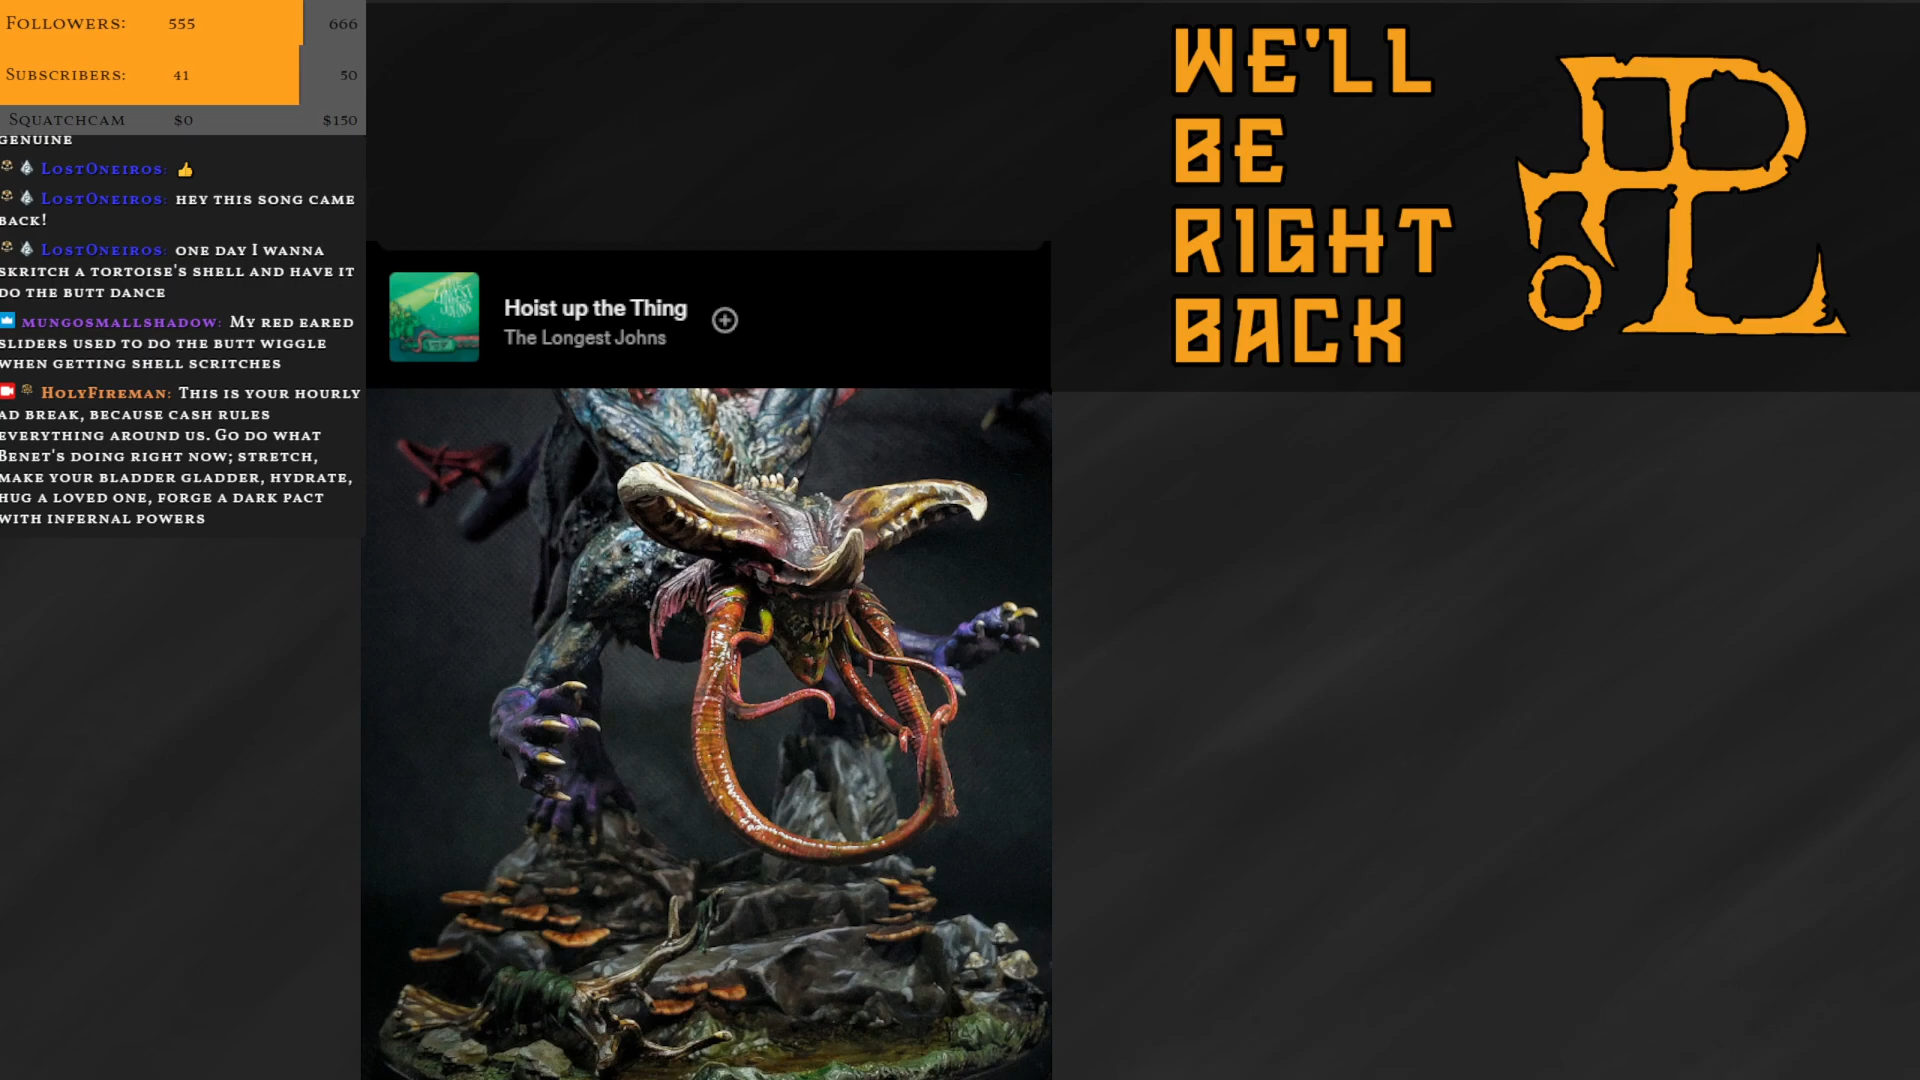 Followers: 555 666
Subscribers: 41 50
Squatchcam $0 $150
genuine
LostOneiros: 👍
LostOneiros: hey this song came
back!
LostOneiros: one day I wanna
skritch a tortoise's shell and have it
do the butt dance
mungosmallshadow: My red eared
sliders used to do the butt wiggle
when getting shell scritches
HolyFireman: This is your hourly
ad break, because cash rules
everything around us. Go do what
Benet's doing right now; stretch,
make your bladder gladder, hydrate,
hug a loved one, forge a dark pact
with infernal powers
Hoist up the Thing
The Longest Johns
WE'LL
BE
RIGHT
BACK